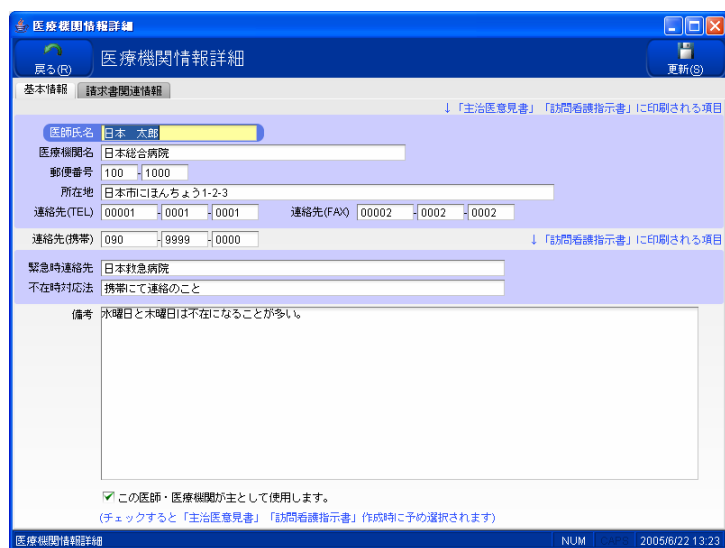 医療機関情報詳細
戻る(R) 医療機関情報詳細 更新(S)
基本情報 請求書関連情報
↓「主治医意見書」「訪問看護指示書」に印刷される項目
医師氏名 日本 太郎
医療機関名 日本総合病院
郵便番号 100 - 1000
所在地 日本市にほんちょう1-2-3
連絡先(TEL) 00001 - 0001 - 0001 連絡先(FAX) 00002 - 0002 - 0002
連絡先(携帯) 090 - 9999 - 0000 ↓「訪問看護指示書」に印刷される項目
緊急時連絡先 日本救急病院
不在時対応法 携帯にて連絡のこと
備考 水曜日と木曜日は不在になることが多い。
この医師・医療機関が主として使用します。
(チェックすると「主治医意見書」「訪問看護指示書」作成時に予め選択されます)
医療機関情報詳細 NUM CAPS 2005/6/22 13:23